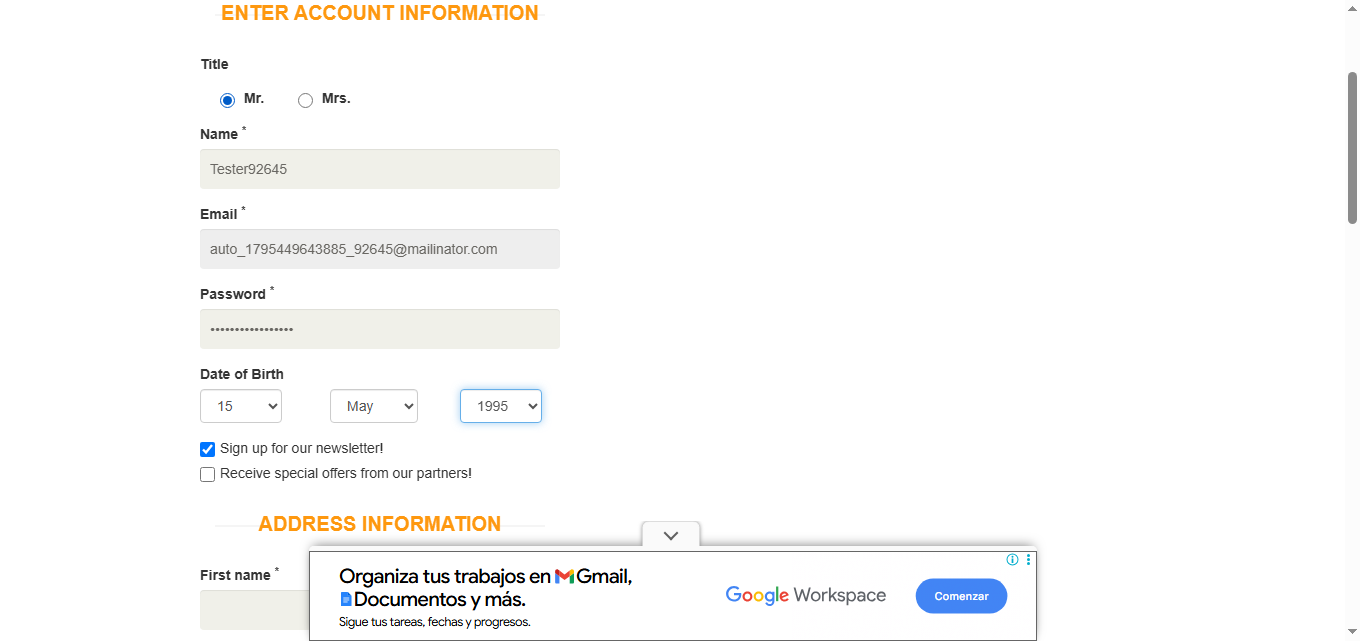 ENTER ACCOUNT INFORMATION
Title
Mr. Mrs.
Name *
Tester92645
Email *
auto_1795449643885_92645@mailinator.com
Password *
•••••••••••••••••
Date of Birth
15 May 1995
Sign up for our newsletter!
Receive special offers from our partners!
ADDRESS INFORMATION
First name *
Organiza tus trabajos en Gmail,
Documentos y más.
Sigue tus tareas, fechas y progresos.
Google Workspace
Comenzar